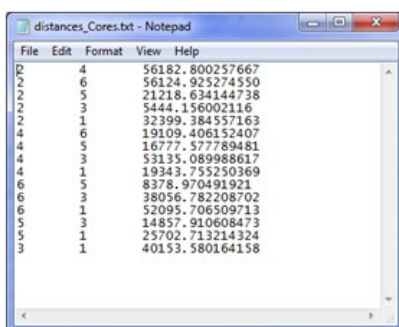 distances_Cores.txt - Notepad
File Edit Format View Help
2 4 56182.800257667
2 6 56124.925274550
2 5 21218.634144738
2 3 5444.156002116
2 1 32399.384557163
4 6 19109.406152407
4 5 16777.577789481
4 3 53135.089988617
4 1 19343.755250369
6 5 8378.970491921
6 3 38056.782208702
6 1 52095.706509713
5 3 14857.910608473
5 1 25702.713214324
3 1 40153.580164158